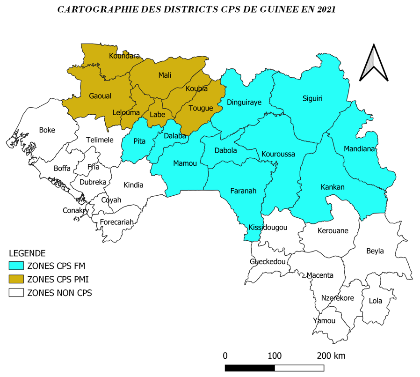 CARTOGRAPHIE DES DISTRICTS CPS DE GUINEE EN 2021
Koundara
Mali
Koubia
Gaoual
Lelouma
Labe
Tougue
Dinguiraye
Siguiri
Boke
Telimele
Pita
Dalaba
Mandiana
Boffa
Fria
Mamou
Dabola
Kouroussa
Dubreka
Kindia
Faranah
Kankan
Coyah
Conakry
Forecariah
Kissidougou
Kerouane
Beyla
Gueckedou
Macenta
Nzerekore
Lola
Yamou
LEGENDE
ZONES CPS FM
ZONES CPS PMI
ZONES NON CPS
0 100 200 km